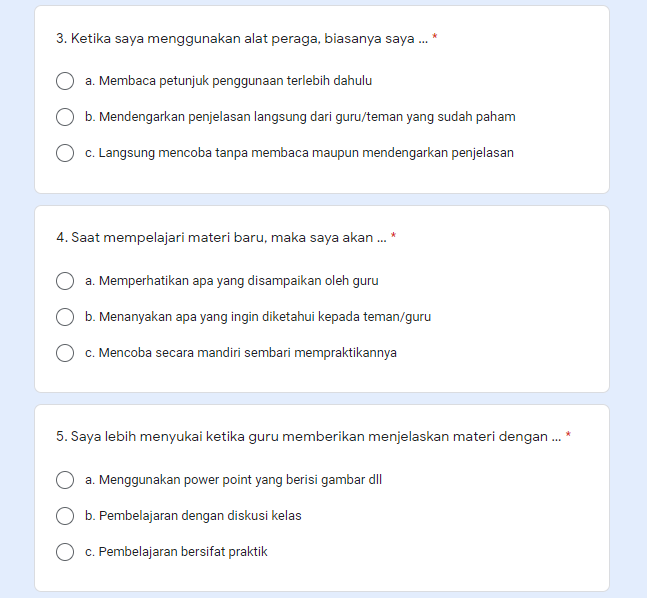 3. Ketika saya menggunakan alat peraga, biasanya saya ... *
a. Membaca petunjuk penggunaan terlebih dahulu
b. Mendengarkan penjelasan langsung dari guru/teman yang sudah paham
c. Langsung mencoba tanpa membaca maupun mendengarkan penjelasan
4. Saat mempelajari materi baru, maka saya akan ... *
a. Memperhatikan apa yang disampaikan oleh guru
b. Menanyakan apa yang ingin diketahui kepada teman/guru
c. Mencoba secara mandiri sembari mempraktikannya
5. Saya lebih menyukai ketika guru memberikan menjelaskan materi dengan ... *
a. Menggunakan power point yang berisi gambar dll
b. Pembelajaran dengan diskusi kelas
c. Pembelajaran bersifat praktik